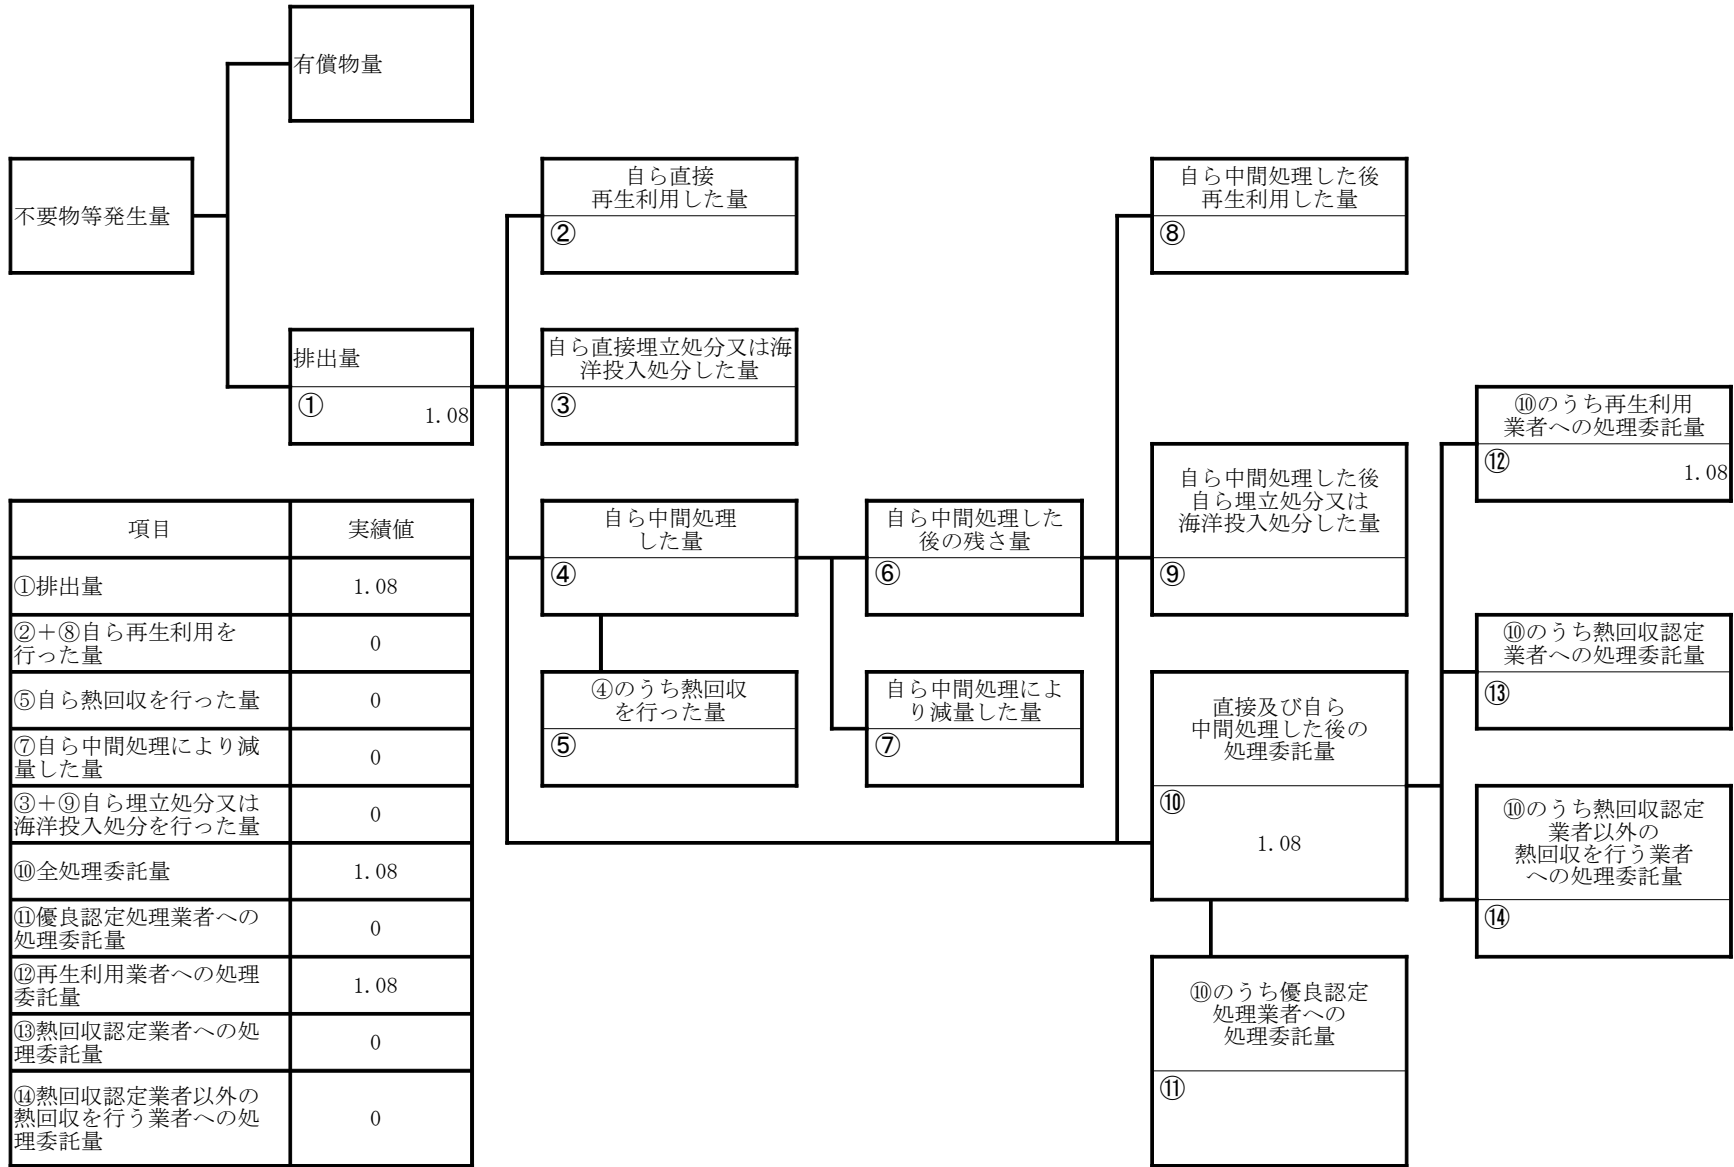 有償物量
不要物等発生量
自ら直接
再生利用した量
②
自ら中間処理した後
再生利用した量
⑧
排出量
①
1.08
自ら直接埋立処分又は海
洋投入処分した量
③
⑩のうち再生利用
業者への処理委託量
⑫
1.08
自ら中間処理
した量
④
自ら中間処理した
後の残さ量
⑥
自ら中間処理した後
自ら埋立処分又は
海洋投入処分した量
⑨
⑩のうち熱回収認定
業者への処理委託量
⑬
④のうち熱回収
を行った量
⑤
自ら中間処理によ
り減量した量
⑦
直接及び自ら
中間処理した後の
処理委託量
⑩
1.08
⑩のうち熱回収認定
業者以外の
熱回収を行う業者
への処理委託量
⑭
⑩のうち優良認定
処理業者への
処理委託量
⑪
項目 実績値
①排出量 1.08
②＋⑧自ら再生利用を
行った量 0
⑤自ら熱回収を行った量 0
⑦自ら中間処理により減
量した量 0
③＋⑨自ら埋立処分又は
海洋投入処分を行った量 0
⑩全処理委託量 1.08
⑪優良認定処理業者への
処理委託量 0
⑫再生利用業者への処理
委託量 1.08
⑬熱回収認定業者への処
理委託量 0
⑭熱回収認定業者以外の
熱回収を行う業者への処
理委託量 0